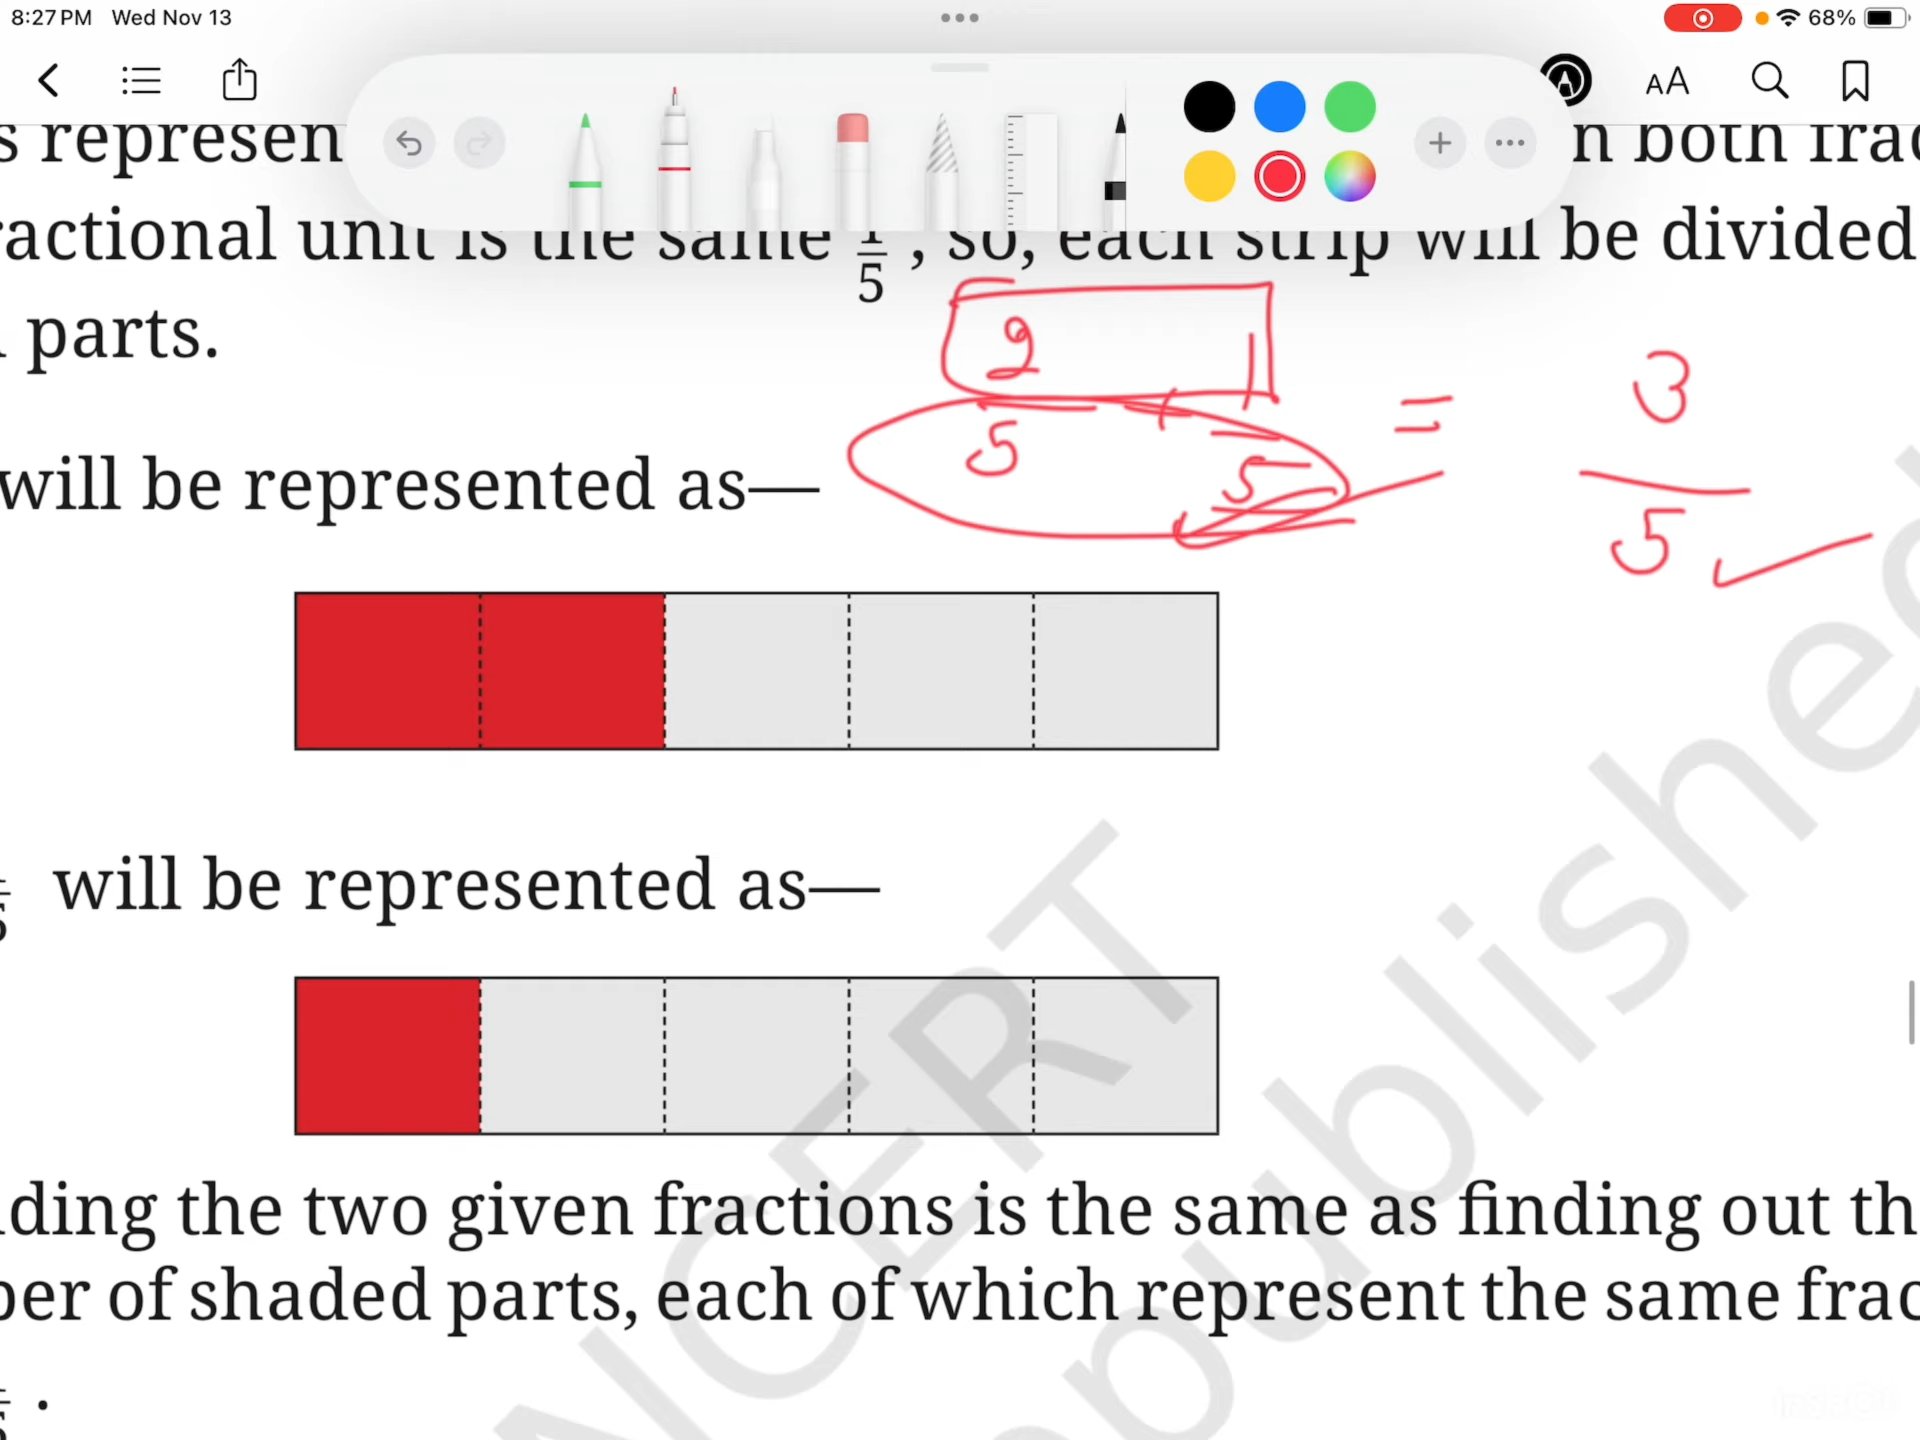 8:27 PM Wed Nov 13
68%
AA
s represen
n both frac
ractional unit is the same 1/5 , so, each strip will be divided
parts.
2/5 + 1/5 = 3/5
will be represented as—
will be represented as—
ding the two given fractions is the same as finding out th
ber of shaded parts, each of which represent the same frac
5 .
NCERT
published